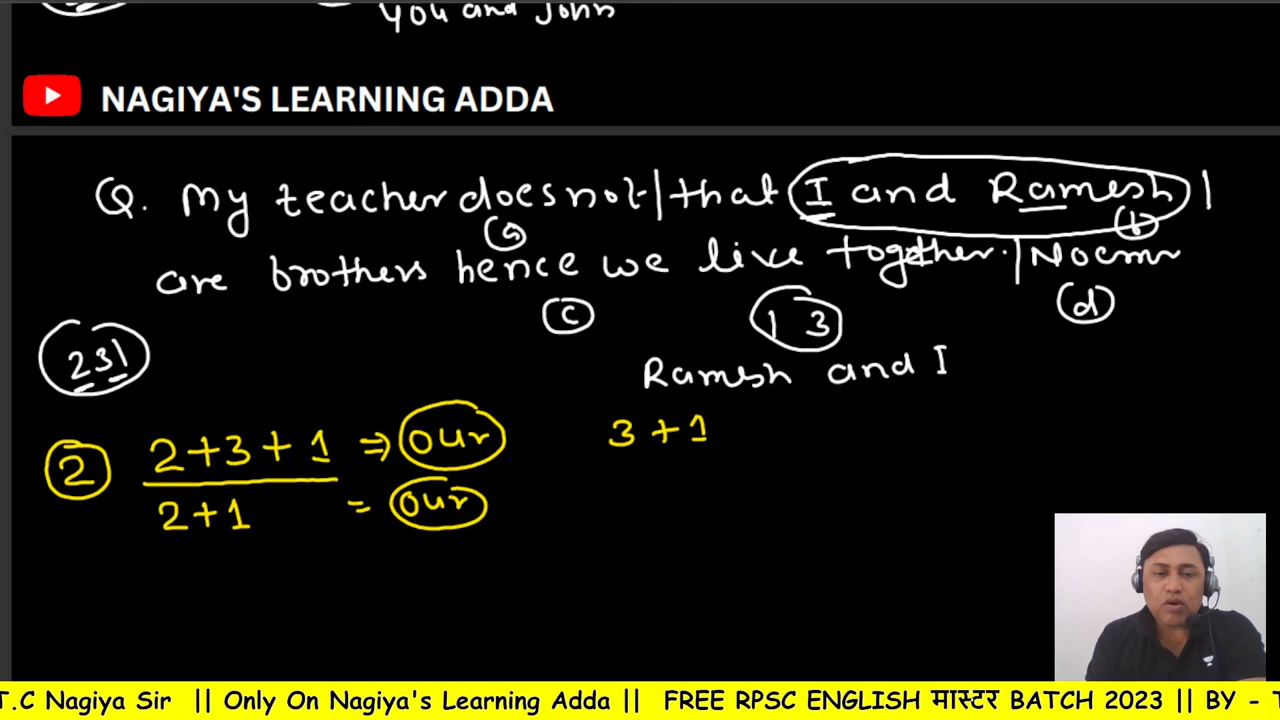 you and John
NAGIYA'S LEARNING ADDA
Q. My teacher does not | that I and Ramesh |
(a) (b)
are brothers hence we live together. |
(c) 1 3 (d)
231
Ramesh and I
2 2+3+1 ⇒ our 3+1
2+1 = our
T.C Nagiya Sir || Only On Nagiya's Learning Adda || FREE RPSC ENGLISH मास्टर BATCH 2023 || BY - T